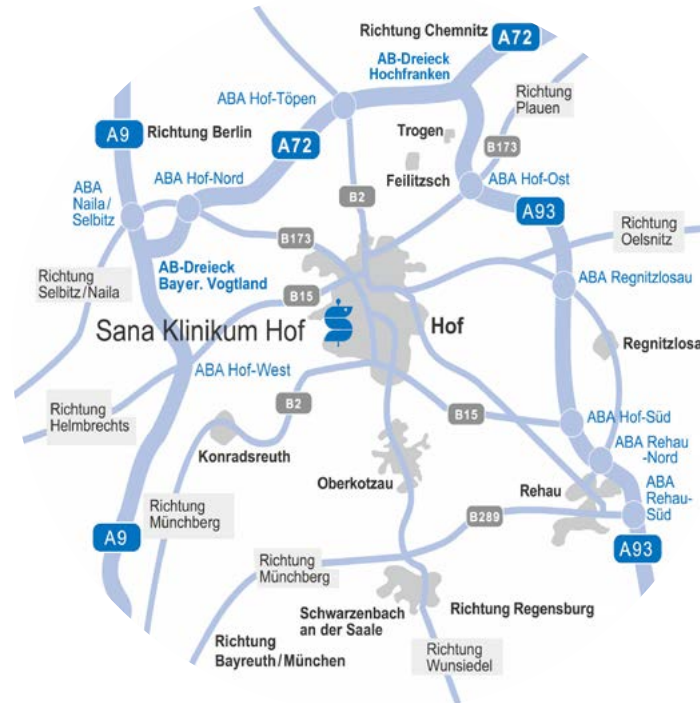 Richtung Chemnitz
A72
AB-Dreieck
Hochfranken
ABA Hof-Töpen
Richtung
Plauen
A9
Richtung Berlin
A72
Trogen
B173
Feilitzsch
ABA Hof-Nord
ABA
Naila/
Selbitz
B2
ABA Hof-Ost
A93
Richtung
Oelsnitz
B173
AB-Dreieck
Bayer. Vogtland
Richtung
Selbitz/Naila
ABA Regnitzlosau
B15
Sana Klinikum Hof
Hof
Regnitzlosa
ABA Hof-West
Richtung
Helmbrechts
B2
B15
ABA Hof-Süd
Konradsreuth
ABA Rehau
-Nord
Oberkotzau
Rehau
ABA
Rehau-
Süd
Richtung
Münchberg
B289
A9
A93
Richtung
Münchberg
Schwarzenbach
an der Saale
Richtung Regensburg
Richtung
Bayreuth/München
Richtung
Wunsiedel